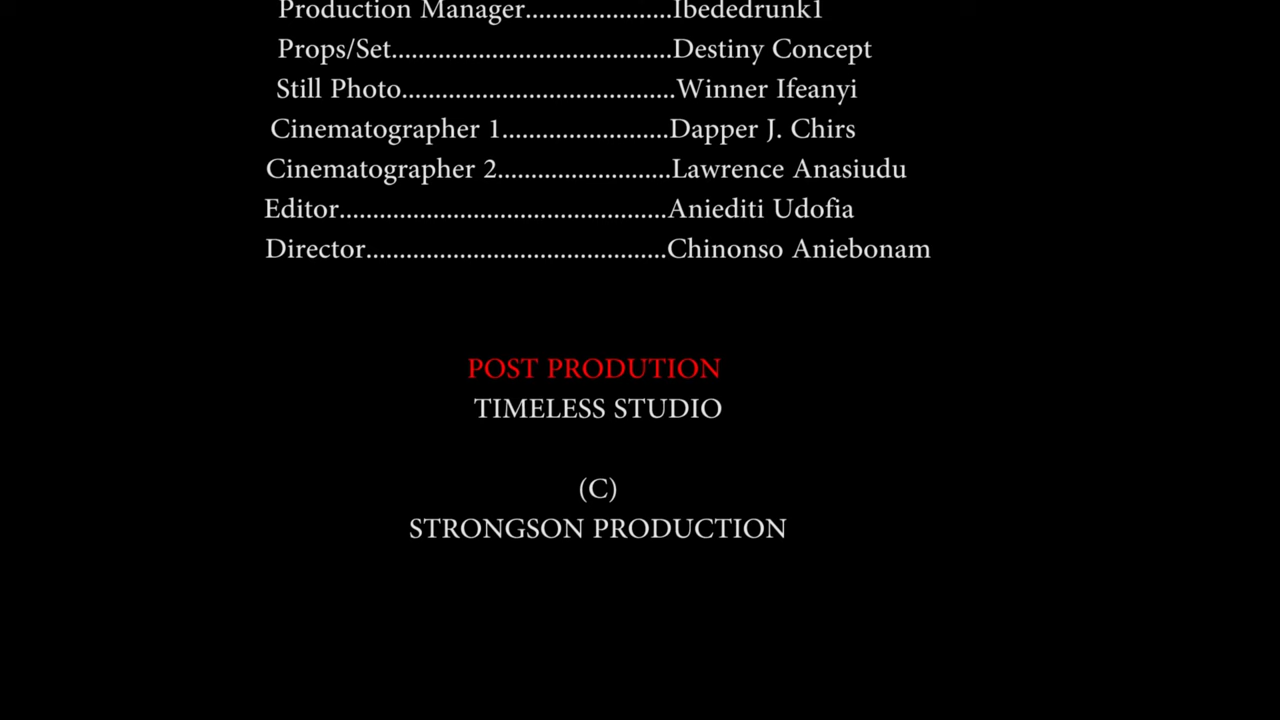 Production Manager......................Ibededrunk1
Props/Set..........................................Destiny Concept
Still Photo.........................................Winner Ifeanyi
Cinematographer 1.........................Dapper J. Chirs
Cinematographer 2..........................Lawrence Anasiudu
Editor.................................................Aniediti Udofia
Director.............................................Chinonso Aniebonam
POST PRODUTION
TIMELESS STUDIO
(C)
STRONGSON PRODUCTION